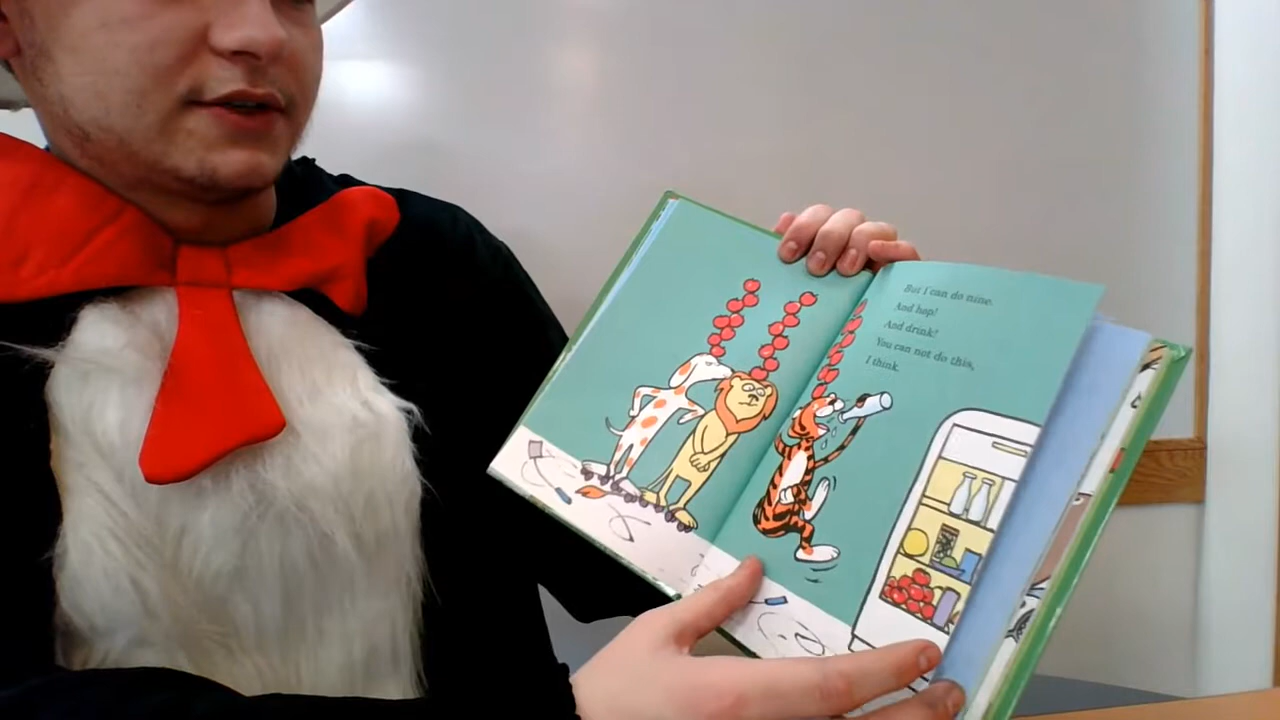 But I can do nine.
And hop!
And drink!
You can not do this,
I think.